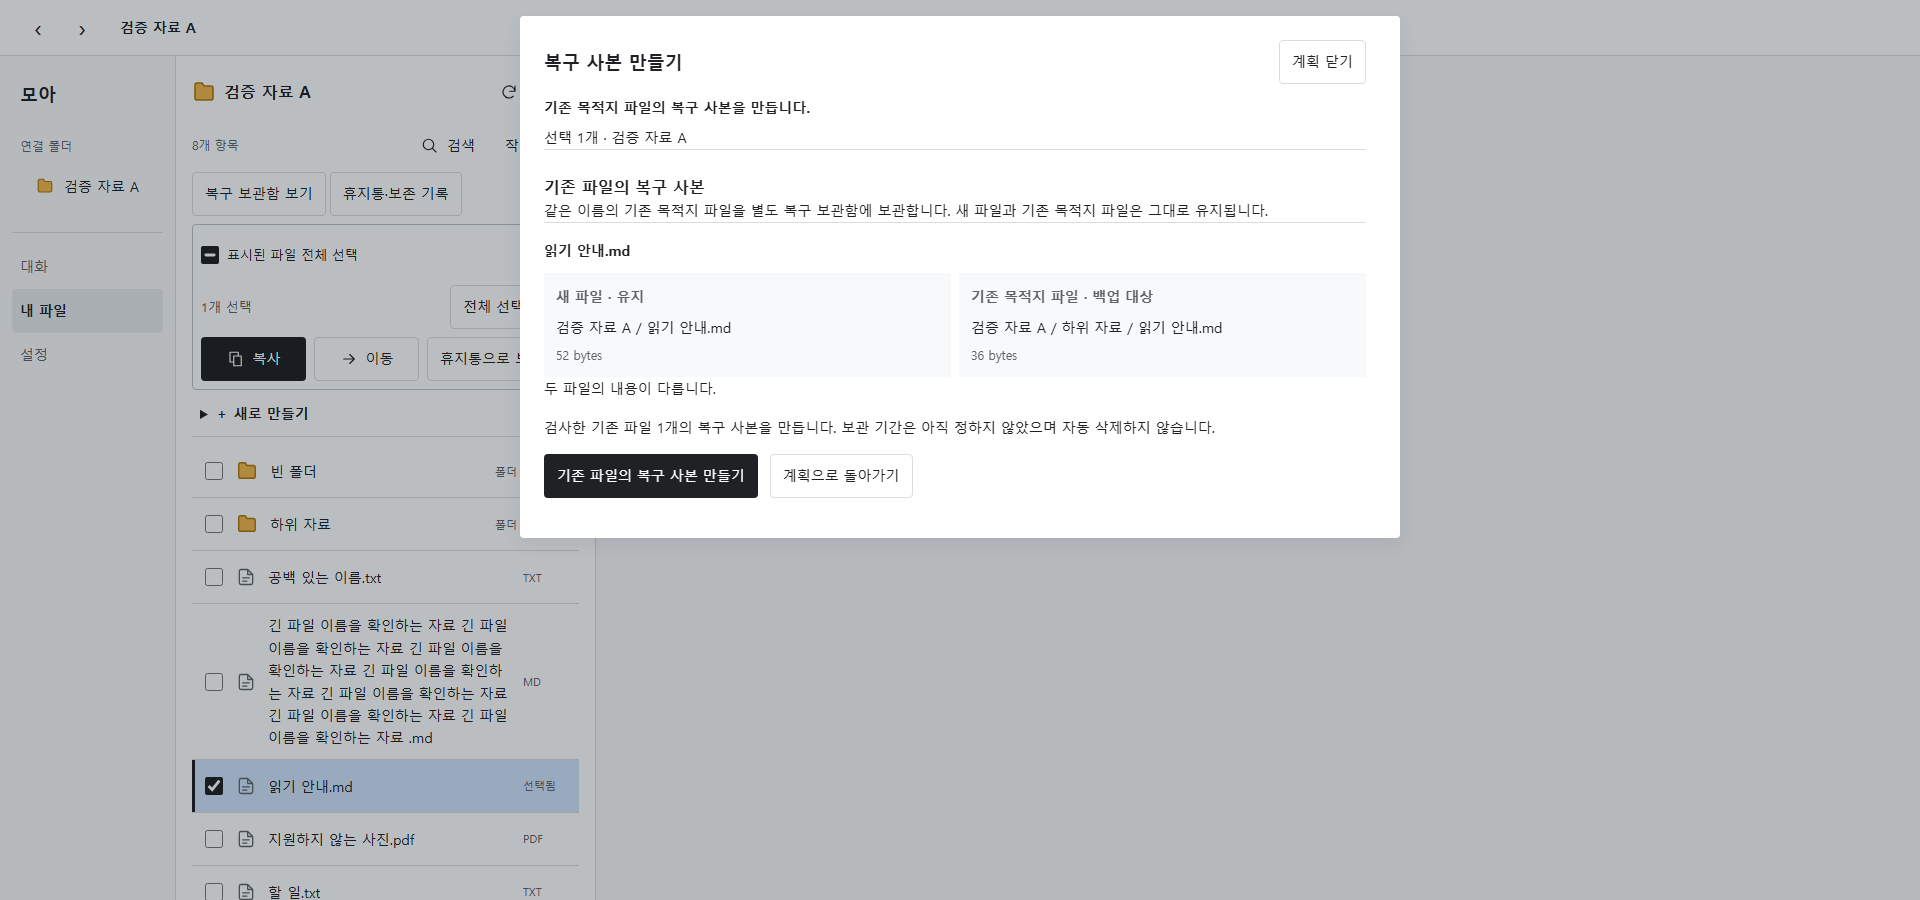 검증 자료 A
모아
연결 폴더
검증 자료 A
대화
내 파일
설정
검증 자료 A
8개 항목
검색
작
복구 보관함 보기
휴지통·보존 기록
표시된 파일 전체 선택
1개 선택
전체 선택
복사
이동
휴지통으로
+ 새로 만들기
빈 폴더
폴더
하위 자료
폴더
공백 있는 이름.txt
TXT
긴 파일 이름을 확인하는 자료 긴 파일
이름을 확인하는 자료 긴 파일 이름을
확인하는 자료 긴 파일 이름을 확인하
는 자료 긴 파일 이름을 확인하는 자료
긴 파일 이름을 확인하는 자료 긴 파일
이름을 확인하는 자료 .md
MD
읽기 안내.md
선택됨
지원하지 않는 사진.pdf
PDF
할 일.txt
TXT
복구 사본 만들기
계획 닫기
기존 목적지 파일의 복구 사본을 만듭니다.
선택 1개 · 검증 자료 A
기존 파일의 복구 사본
같은 이름의 기존 목적지 파일을 별도 복구 보관함에 보관합니다. 새 파일과 기존 목적지 파일은 그대로 유지됩니다.
읽기 안내.md
새 파일 · 유지
검증 자료 A / 읽기 안내.md
52 bytes
기존 목적지 파일 · 백업 대상
검증 자료 A / 하위 자료 / 읽기 안내.md
36 bytes
두 파일의 내용이 다릅니다.
검사한 기존 파일 1개의 복구 사본을 만듭니다. 보관 기간은 아직 정하지 않았으며 자동 삭제하지 않습니다.
기존 파일의 복구 사본 만들기
계획으로 돌아가기